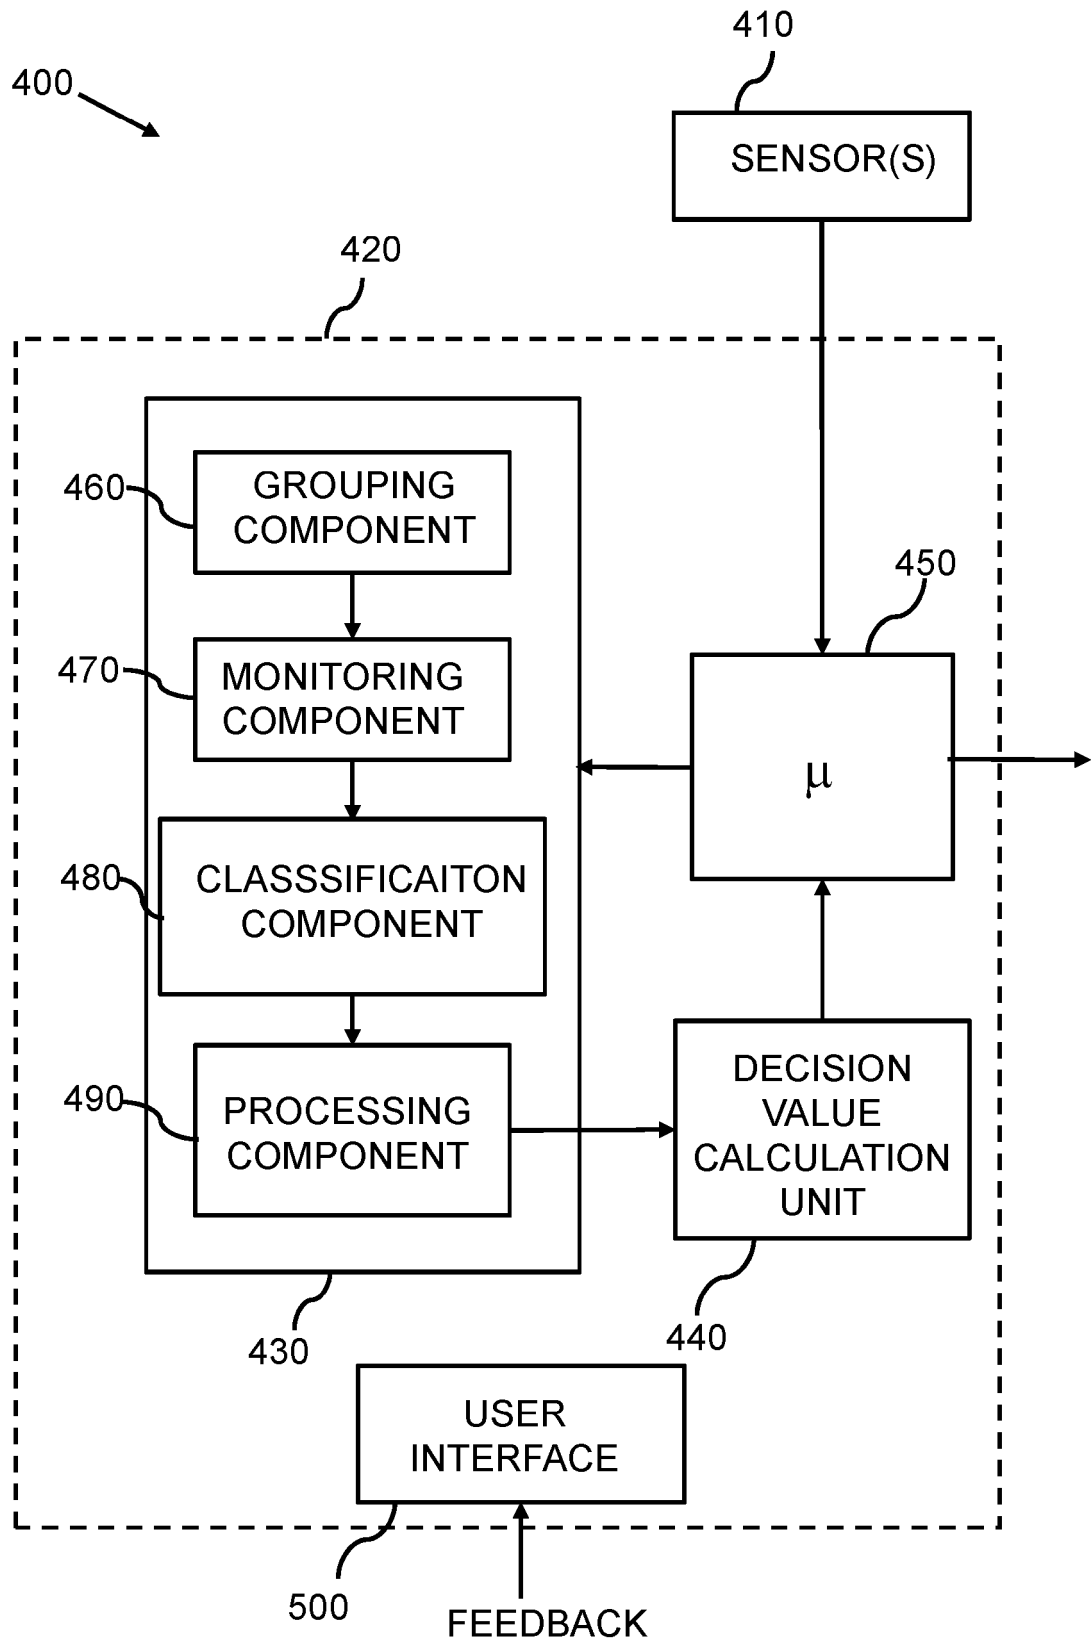 410
400
SENSOR(S)
420
GROUPING
COMPONENT
460
450
MONITORING
COMPONENT
470
μ
CLASSSIFICAITON
COMPONENT
480
DECISION
VALUE
CALCULATION
UNIT
PROCESSING
COMPONENT
490
430
440
USER
INTERFACE
500
FEEDBACK